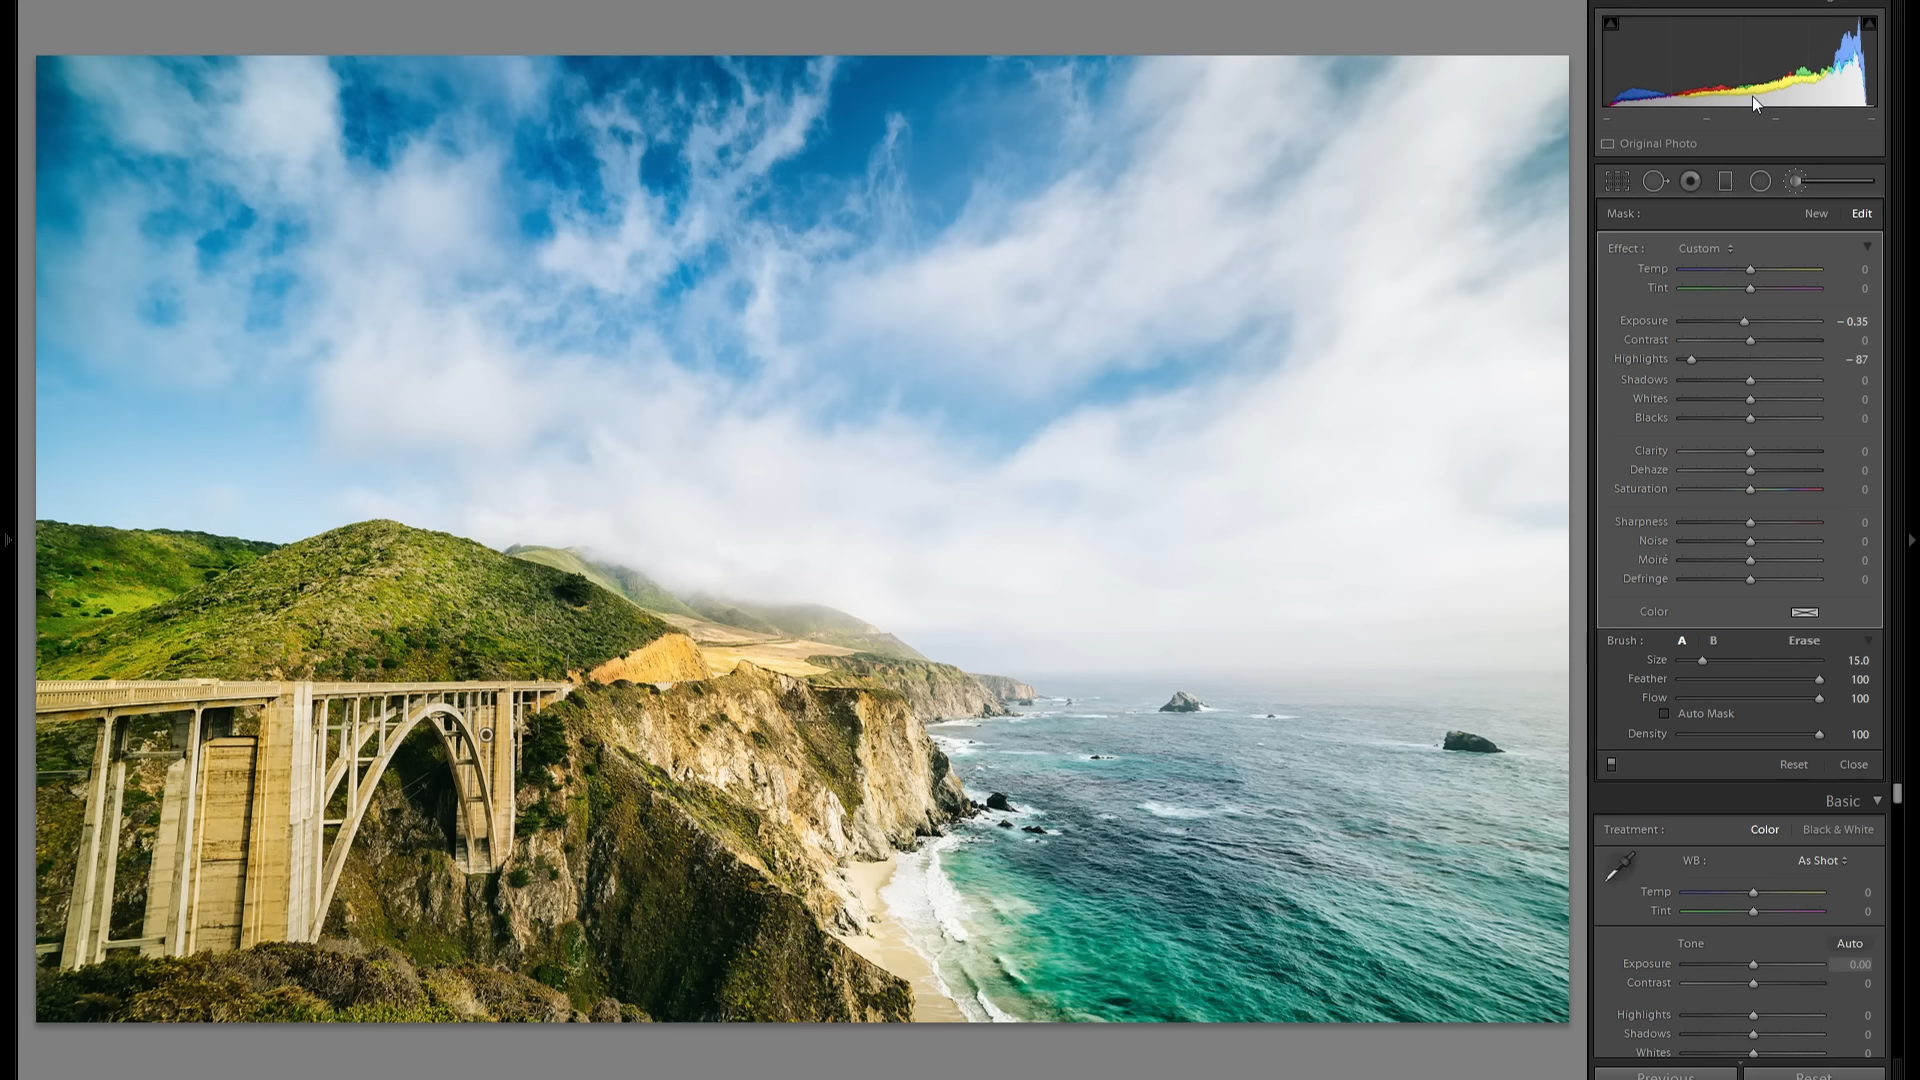 Original Photo
Mask : New Edit
Effect : Custom
Temp 0
Tint 0
Exposure – 0.35
Contrast 0
Highlights – 87
Shadows 0
Whites 0
Blacks 0
Clarity 0
Dehaze 0
Saturation 0
Sharpness 0
Noise 0
Moiré 0
Defringe 0
Color
Brush : A B Erase
Size 15.0
Feather 100
Flow 100
Auto Mask
Density 100
Reset Close
Basic
Treatment : Color Black & White
WB : As Shot
Temp 0
Tint 0
Tone Auto
Exposure 0.00
Contrast 0
Highlights 0
Shadows 0
Whites 0
Previous Reset